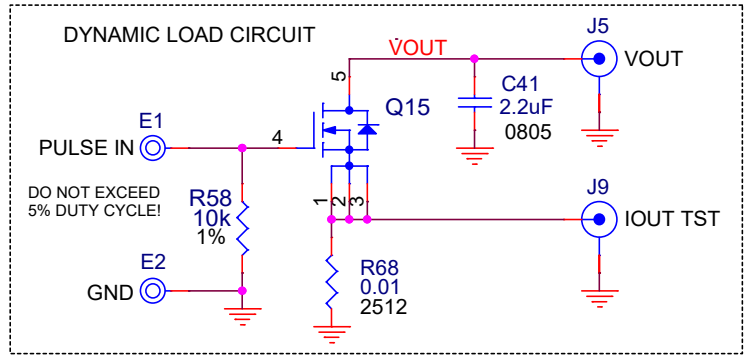 DYNAMIC LOAD CIRCUIT
VOUT
J5
VOUT
5
C41
2.2uF
0805
Q15
E1
PULSE IN
4
DO NOT EXCEED
5% DUTY CYCLE!
R58
10k
1%
1
2
3
J9
IOUT TST
E2
GND
R68
0.01
2512